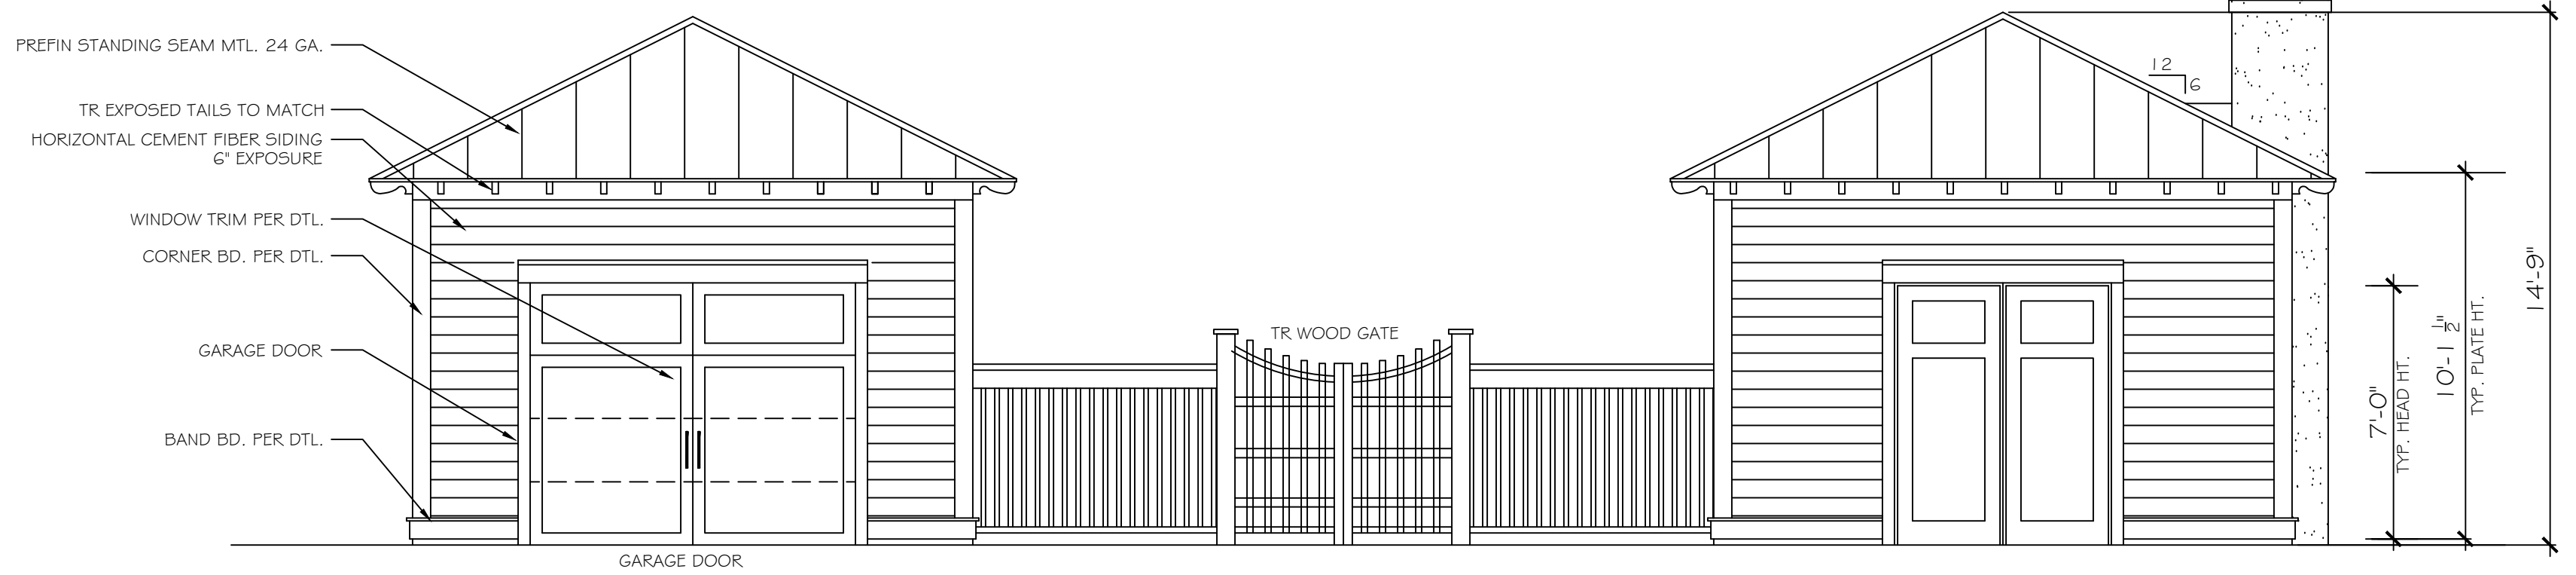 PREFIN STANDING SEAM MTL. 24 GA.
TR EXPOSED TAILS TO MATCH
HORIZONTAL CEMENT FIBER SIDING
6" EXPOSURE
WINDOW TRIM PER DTL.
CORNER BD. PER DTL.
GARAGE DOOR
BAND BD. PER DTL.
GARAGE DOOR
TR WOOD GATE
12
6
7'-0"
TYP. HEAD HT.
10'-1 1/2"
TYP. PLATE HT.
14'-9"